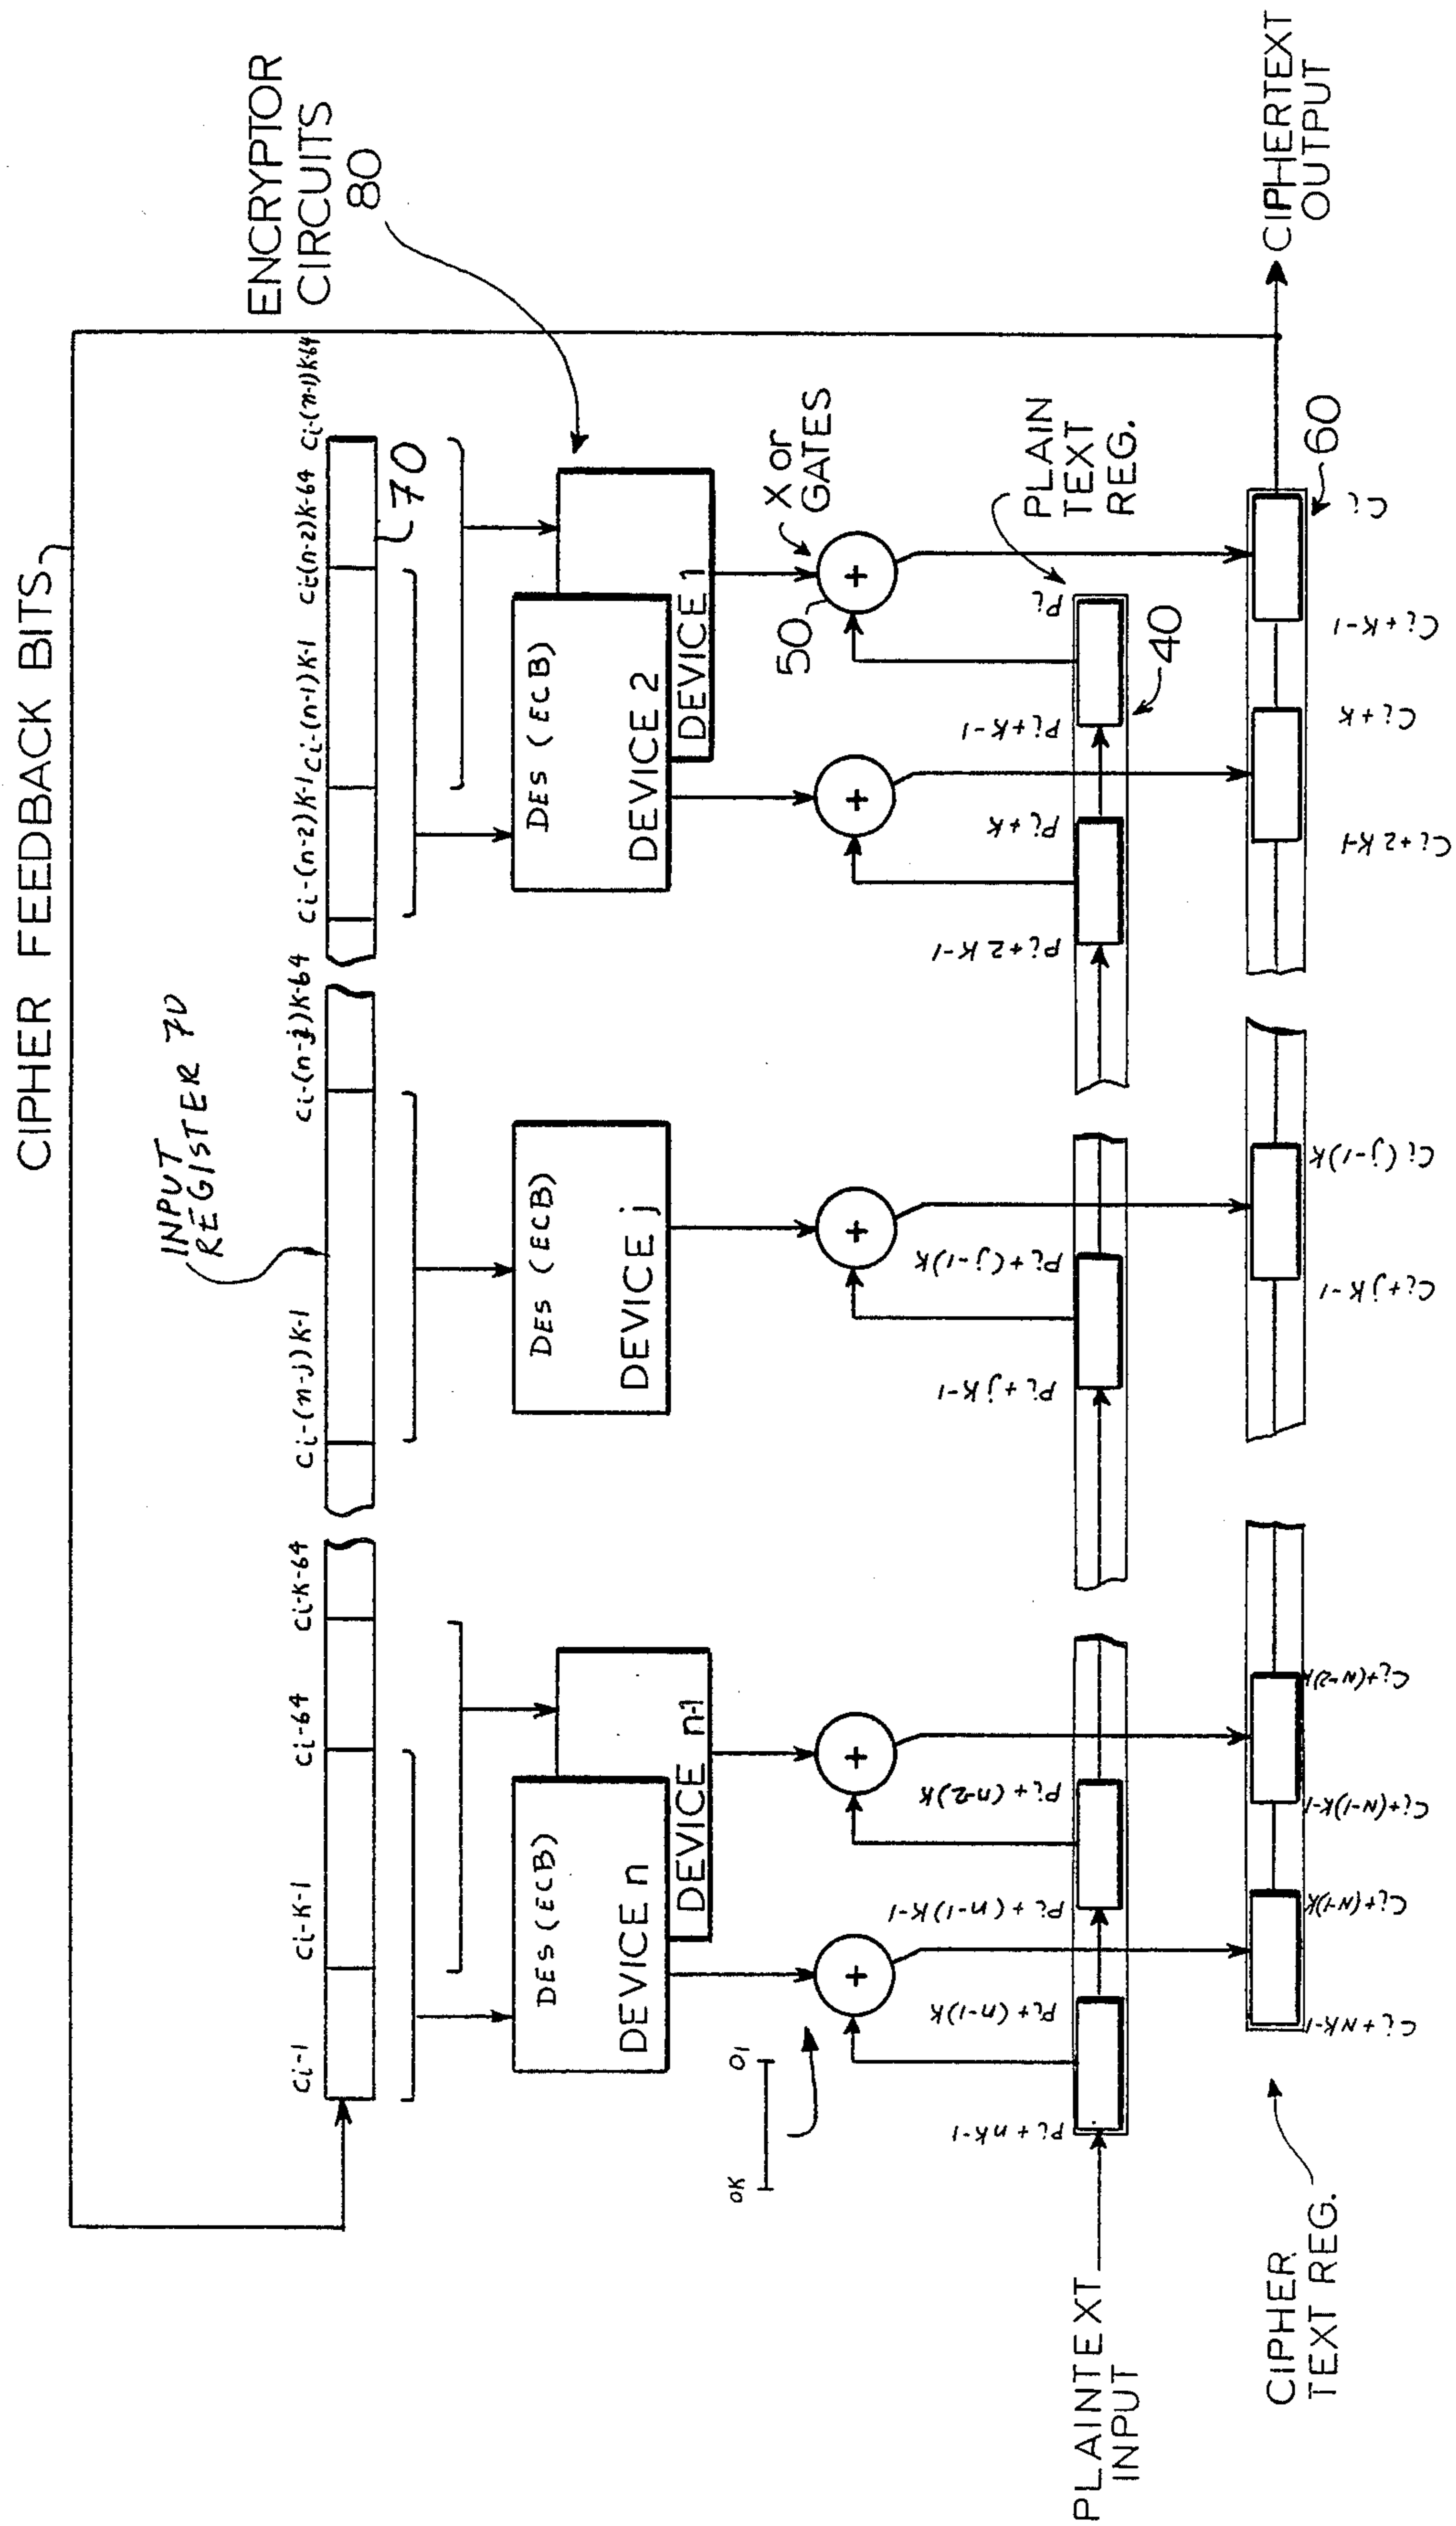 CIPHER FEEDBACK BITS
INPUT
REGISTER 70
ENCRYPTOR
CIRCUITS
80
Ci-1
Ci-K-1
Ci-64
Ci-K-64
Ci-(n-j)K-1
Ci-(n-j)K-64
Ci-(n-2)K-1
Ci-(n-1)K-1
Ci-(n-2)K-64
Ci-(n-1)K-64
70
DES (ECB)
DEVICE n
DEVICE n-1
DES (ECB)
DEVICE j
DES (ECB)
DEVICE 2
DEVICE 1
OK
O1
+
+
+
+
+
50
X or
GATES
Pi+nK-1
Pi+(n-1)K
Pi+(n-1)K-1
Pi+(n-2)K
Pi+jK-1
Pi+(j-1)K
Pi+2K-1
Pi+K
Pi+K-1
Pi
PLAIN
TEXT
REG.
40
PLAINTEXT
INPUT
CIPHER
TEXT REG.
Ci+NK-1
Ci+(N-1)K
Ci+(N-1)K-1
Ci+(N-2)K
Ci+jK-1
Ci(j-1)K
Ci+2K-1
Ci+K
Ci+K-1
Ci
60
CIPHERTEXT
OUTPUT